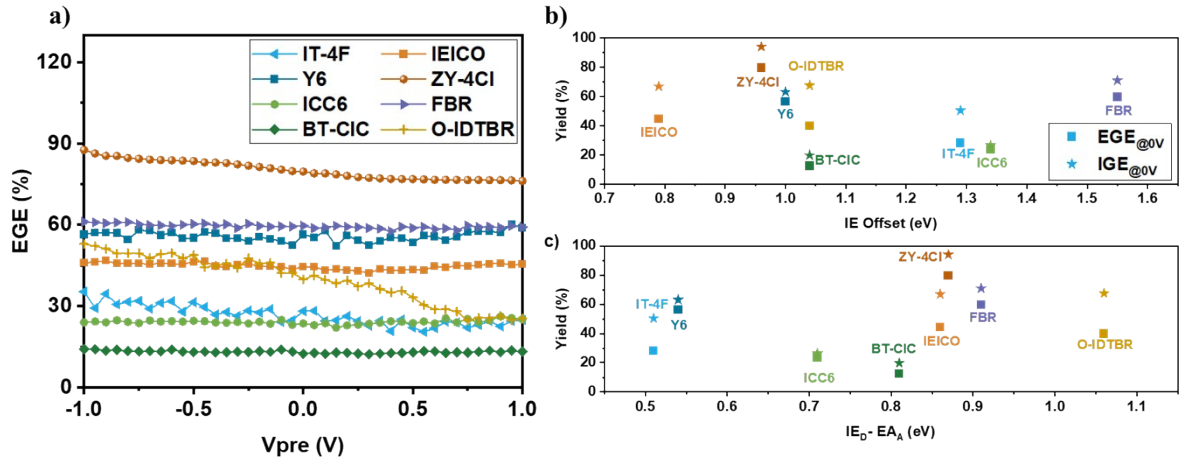 a)
EGE (%)
130
120
90
60
30
0
-1.0 -0.5 0.0 0.5 1.0
Vpre (V)
IT-4F IEICO
Y6 ZY-4Cl
ICC6 FBR
BT-CIC O-IDTBR
b)
Yield (%)
100
80
60
40
20
0
0.7 0.8 0.9 1.0 1.1 1.2 1.3 1.4 1.5 1.6
IE Offset (eV)
IEICO
ZY-4Cl
Y6
O-IDTBR
BT-CIC
IT-4F
ICC6
FBR
EGE@0V
IGE@0V
c)
Yield (%)
100
80
60
40
20
0
0.5 0.6 0.7 0.8 0.9 1.0 1.1
IED- EAA (eV)
IT-4F
Y6
ICC6
BT-CIC
ZY-4Cl
IEICO
FBR
O-IDTBR